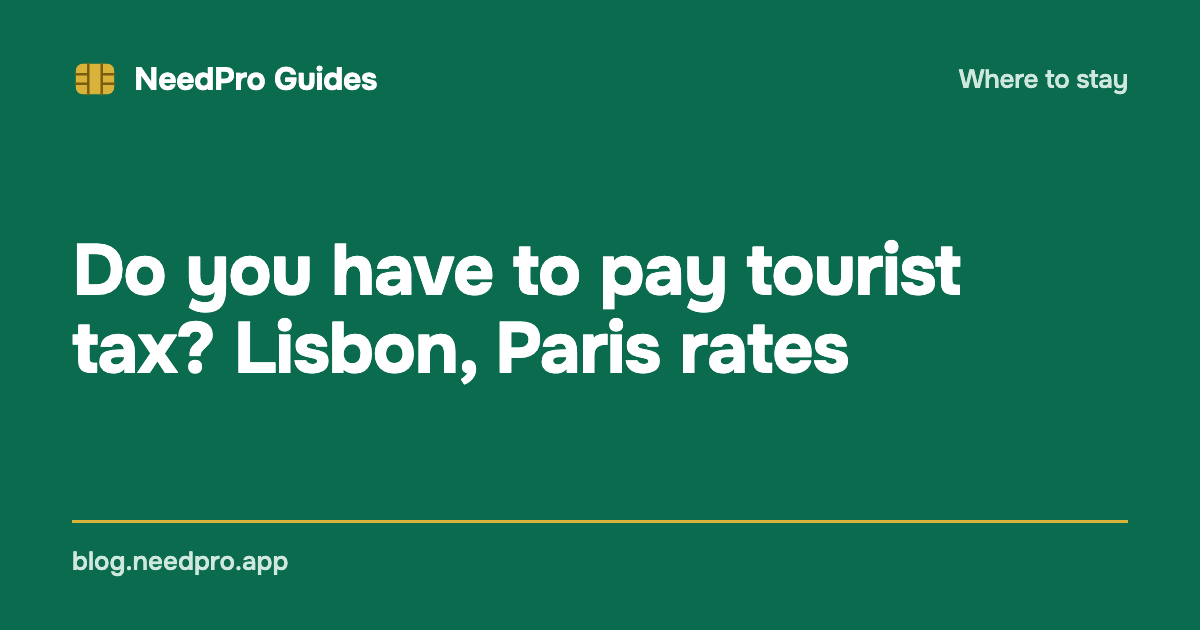 NeedPro Guides
Where to stay
Do you have to pay tourist
tax? Lisbon, Paris rates
blog.needpro.app